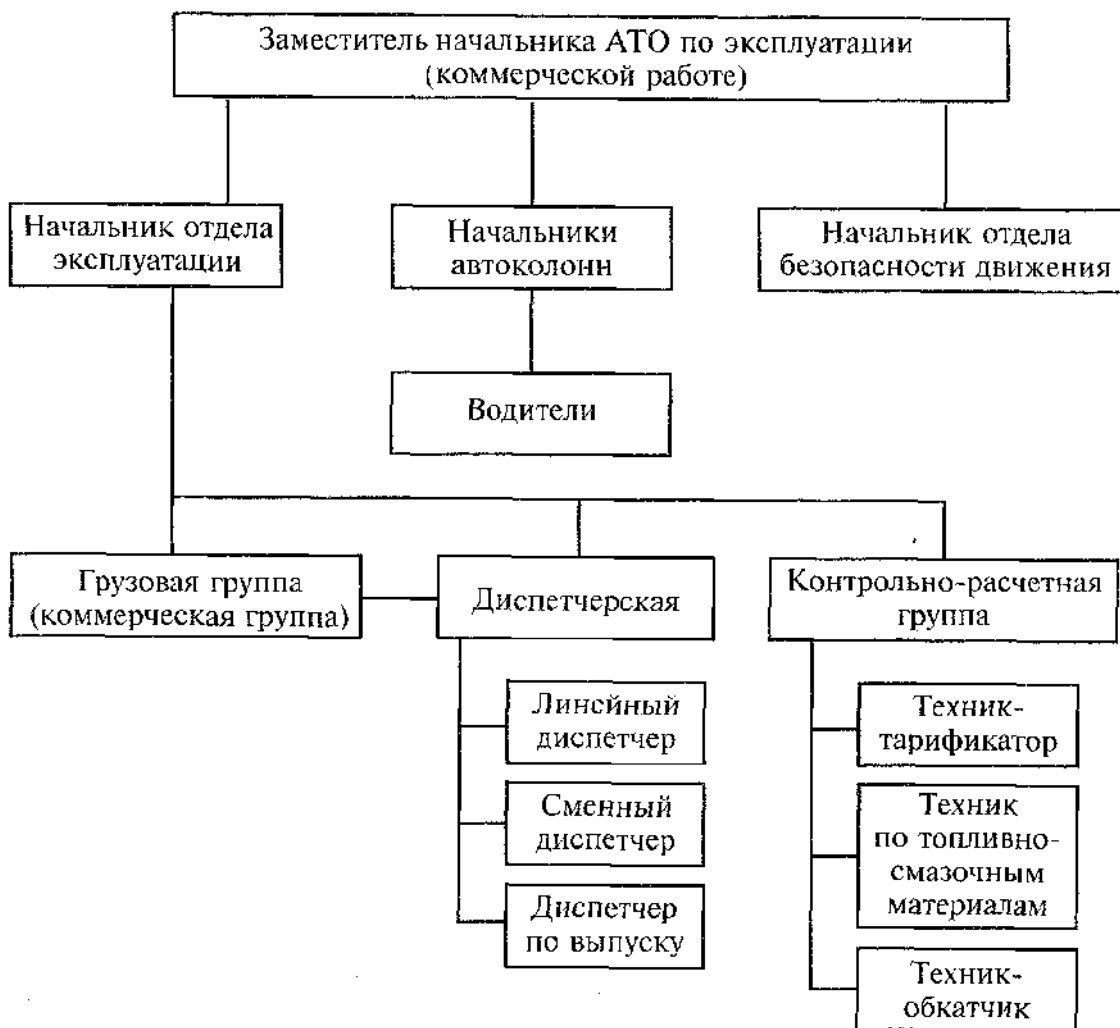 Заместитель начальника АТО по эксплуатации
(коммерческой работе)
Начальник отдела
эксплуатации
Начальники
автоколонн
Начальник отдела
безопасности движения
Водители
Грузовая группа
(коммерческая группа)
Диспетчерская
Контрольно-расчетная
группа
Линейный
диспетчер
Сменный
диспетчер
Диспетчер
по выпуску
Техник-
тарификатор
Техник
по топливно-
смазочным
материалам
Техник-
обкатчик